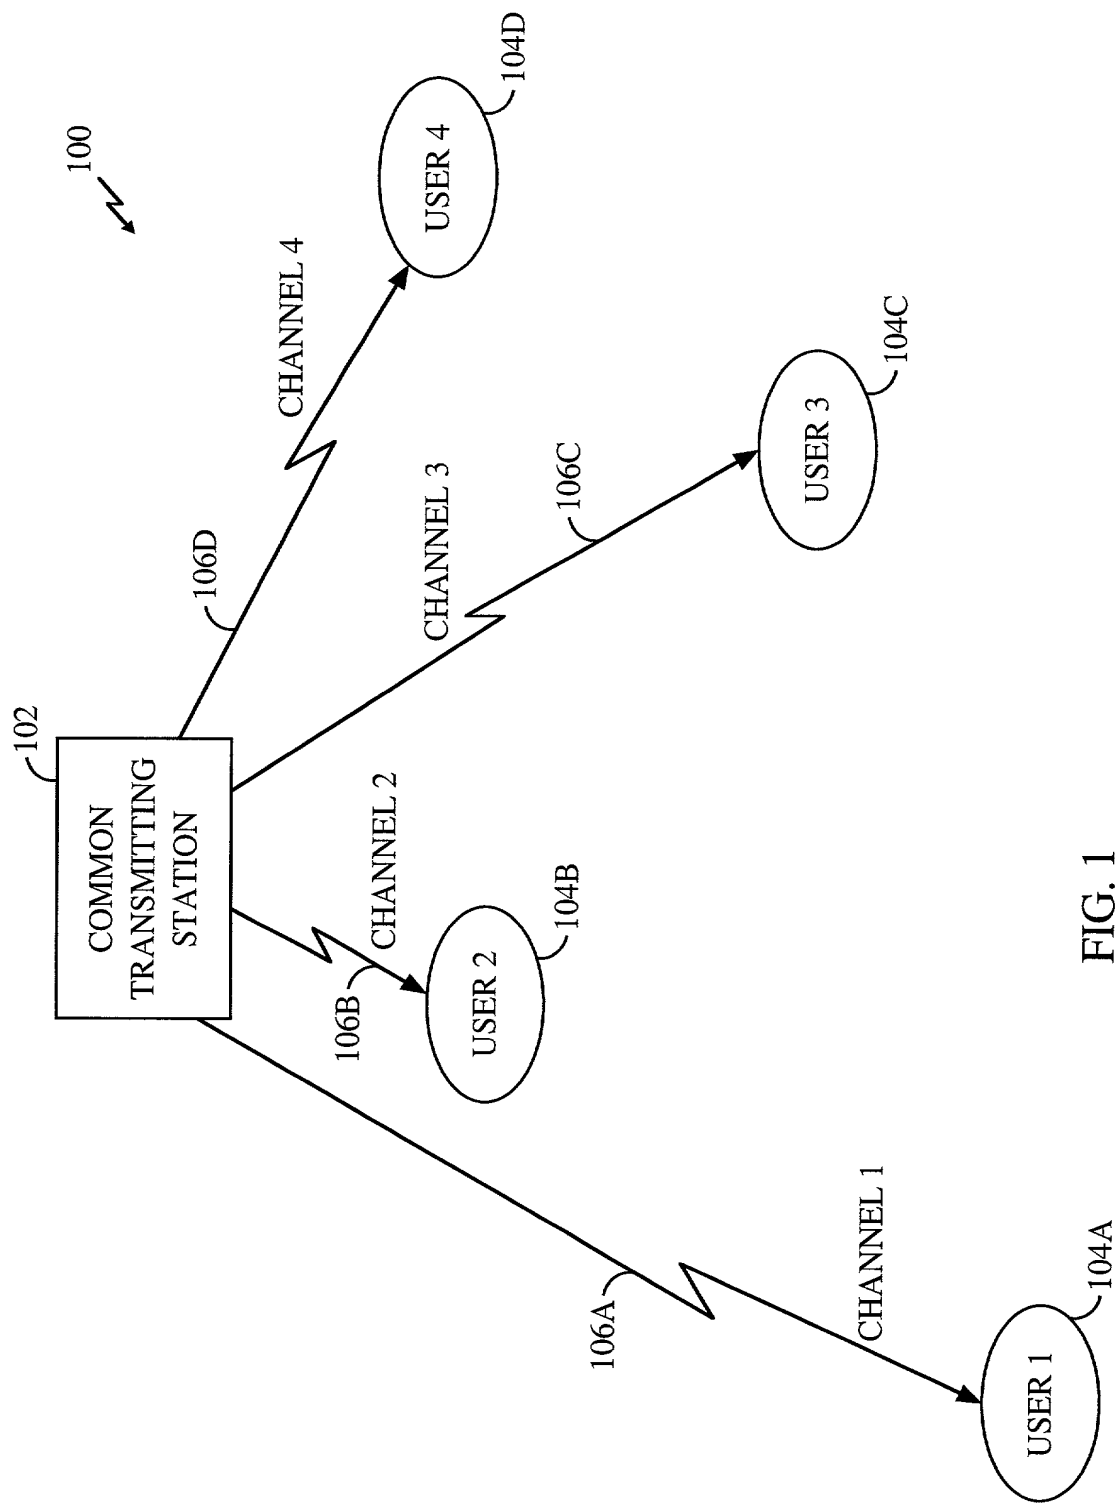 100
102
COMMON
TRANSMITTING
STATION
106D
CHANNEL 4
USER 4
104D
CHANNEL 3
106C
USER 3
104C
CHANNEL 2
106B
USER 2
104B
106A
CHANNEL 1
USER 1
104A
FIG. 1